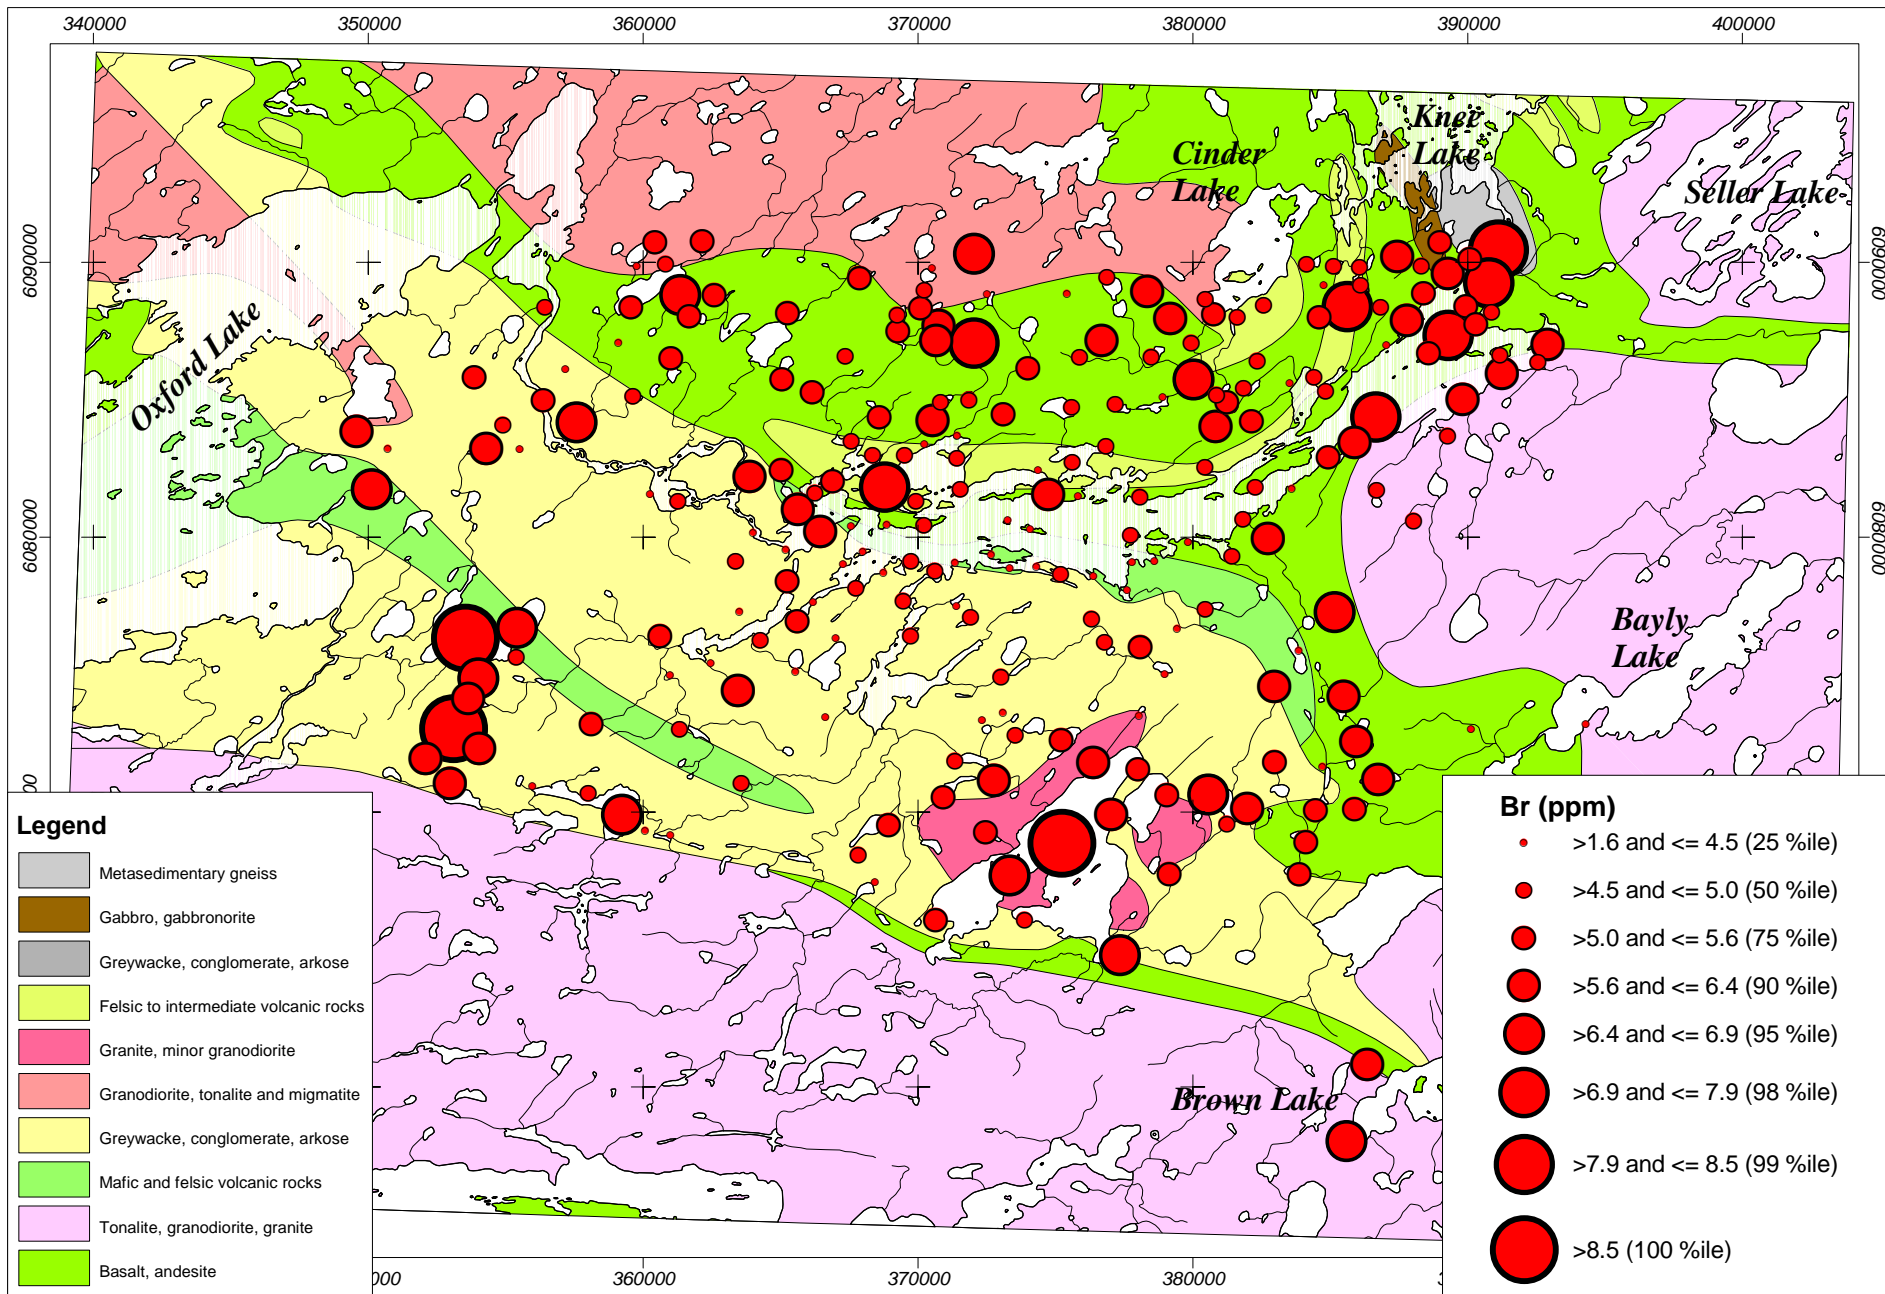 340000
350000
360000
370000
380000
390000
400000
Knee
Lake
Cinder
Lake
Seller Lake
6090000
6090000
Oxford Lake
6080000
6080000
Bayly
Lake
Brown Lake
Legend
Metasedimentary gneiss
Gabbro, gabbronorite
Greywacke, conglomerate, arkose
Felsic to intermediate volcanic rocks
Granite, minor granodiorite
Granodiorite, tonalite and migmatite
Greywacke, conglomerate, arkose
Mafic and felsic volcanic rocks
Tonalite, granodiorite, granite
Basalt, andesite
Br (ppm)
>1.6 and <= 4.5 (25 %ile)
>4.5 and <= 5.0 (50 %ile)
>5.0 and <= 5.6 (75 %ile)
>5.6 and <= 6.4 (90 %ile)
>6.4 and <= 6.9 (95 %ile)
>6.9 and <= 7.9 (98 %ile)
>7.9 and <= 8.5 (99 %ile)
>8.5 (100 %ile)
360000
370000
380000